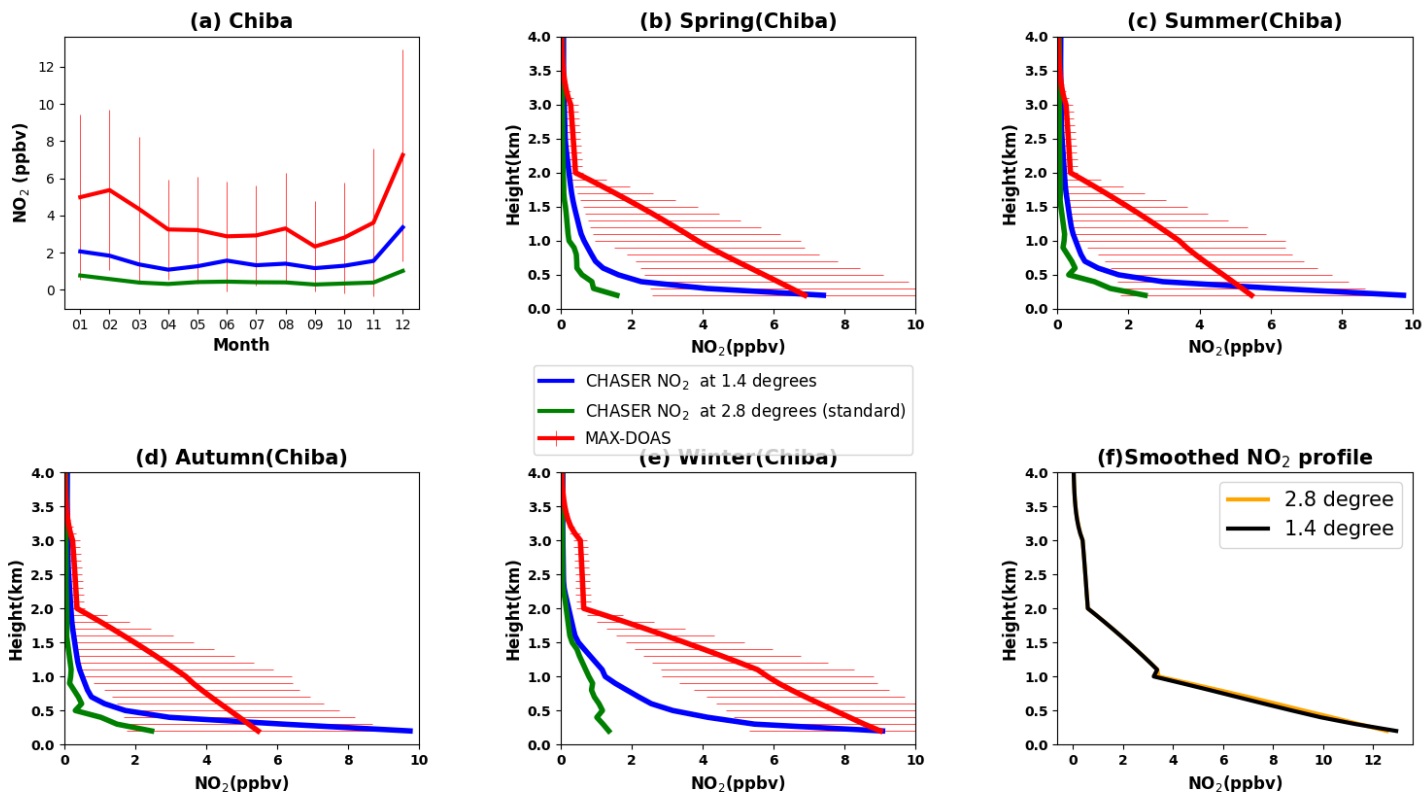 (a) Chiba
(b) Spring(Chiba)
(c) Summer(Chiba)
NO2 (ppbv)
12
10
8
6
4
2
0
01 02 03 04 05 06 07 08 09 10 11 12
Month
Height(km)
4.0
3.5
3.0
2.5
2.0
1.5
1.0
0.5
0.0
0 2 4 6 8 10
NO2(ppbv)
Height(km)
4.0
3.5
3.0
2.5
2.0
1.5
1.0
0.5
0.0
0 2 4 6 8 10
NO2(ppbv)
CHASER NO2 at 1.4 degrees
CHASER NO2 at 2.8 degrees (standard)
MAX-DOAS
(d) Autumn(Chiba)
(e) Winter(Chiba)
(f)Smoothed NO2 profile
Height(km)
4.0
3.5
3.0
2.5
2.0
1.5
1.0
0.5
0.0
0 2 4 6 8 10
NO2(ppbv)
Height(km)
4.0
3.5
3.0
2.5
2.0
1.5
1.0
0.5
0.0
0 2 4 6 8 10
NO2(ppbv)
2.8 degree
1.4 degree
Height(km)
4.0
3.5
3.0
2.5
2.0
1.5
1.0
0.5
0.0
0 2 4 6 8 10 12
NO2(ppbv)